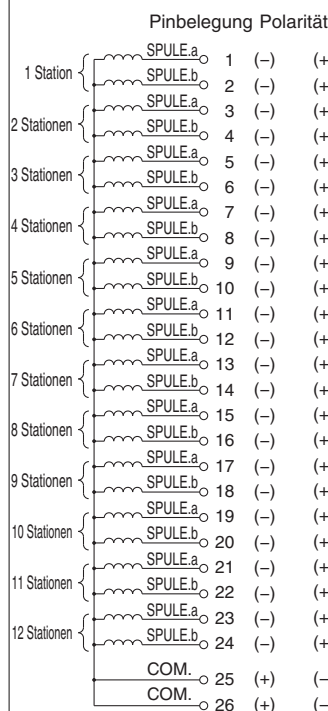 Pinbelegung Polarität
1 Station
SPULE.a 1 (–) (+
SPULE.b 2 (–) (+
2 Stationen
SPULE.a 3 (–) (+
SPULE.b 4 (–) (+
3 Stationen
SPULE.a 5 (–) (+
SPULE.b 6 (–) (+
4 Stationen
SPULE.a 7 (–) (+
SPULE.b 8 (–) (+
5 Stationen
SPULE.a 9 (–) (+
SPULE.b 10 (–) (+
6 Stationen
SPULE.a 11 (–) (+
SPULE.b 12 (–) (+
7 Stationen
SPULE.a 13 (–) (+
SPULE.b 14 (–) (+
8 Stationen
SPULE.a 15 (–) (+
SPULE.b 16 (–) (+
9 Stationen
SPULE.a 17 (–) (+
SPULE.b 18 (–) (+
10 Stationen
SPULE.a 19 (–) (+
SPULE.b 20 (–) (+
11 Stationen
SPULE.a 21 (–) (+
SPULE.b 22 (–) (+
12 Stationen
SPULE.a 23 (–) (+
SPULE.b 24 (–) (+
COM. 25 (+) (–
COM. 26 (+) (–